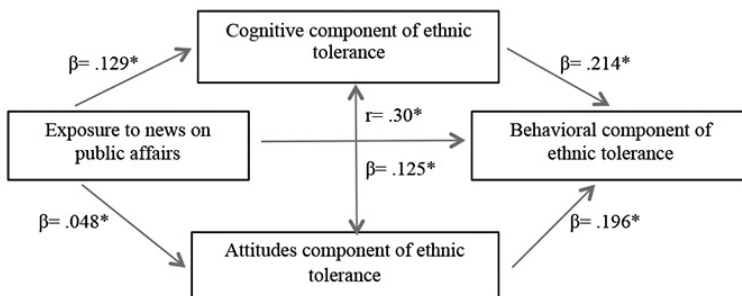 Cognitive component of ethnic
tolerance
β= .129*
β= .214*
Exposure to news on
public affairs
r= .30*
β= .125*
Behavioral component of
ethnic tolerance
β= .048*
β= .196*
Attitudes component of ethnic
tolerance